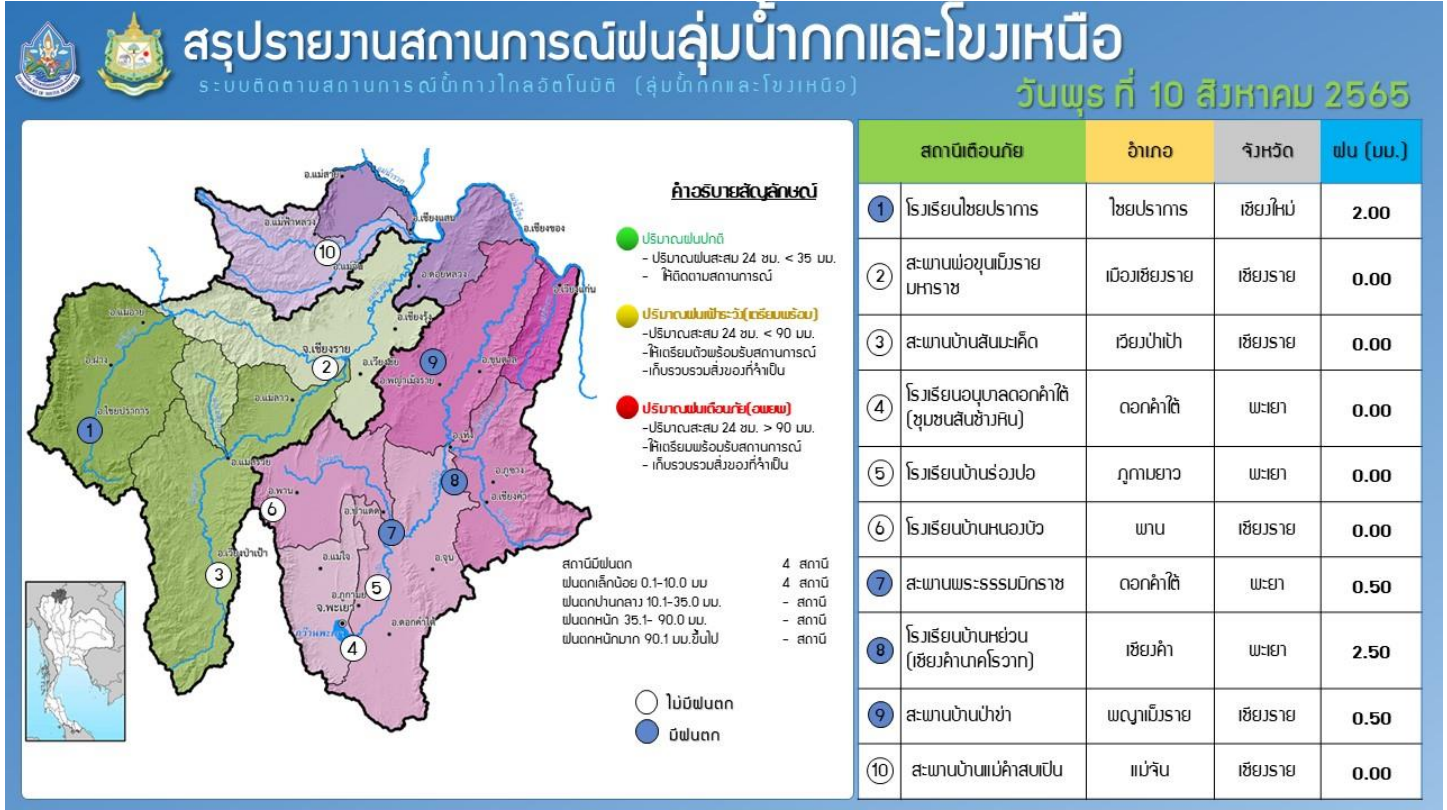 สรุปรายงานสถานการณ์ฝนลุ่มน้ำกกและโขงเหนือ
ระบบติดตามสถานการณ์น้ำทางไกลอัตโนมัติ (ลุ่มน้ำกกและโขงเหนือ)
วันพุธ ที่ 10 สิงหาคม 2565
อ.แม่สาย
อ.แม่ฟ้าหลวง
อ.เชียงแสน
อ.เชียงของ
10
อ.แม่จัน
อ.ดอยหลวง
อ.เวียงแก่น
อ.แม่อาย
อ.เชียงรุ้ง
อ.ฝาง
จ.เชียงราย
2
อ.เวียงชัย
9
อ.ขุนตาล
อ.พญาเม็งราย
อ.แม่ลาว
อ.ไชยปราการ
1
อ.เทิง
อ.แม่สรวย
8
อ.ภูซาง
อ.พาน
อ.เชียงคำ
6
อ.ป่าแดด
7
อ.เวียงป่าเป้า
อ.แม่ใจ
อ.จุน
3
5
จ.พะเยา
อ.ดอกคำใต้
4
คำอธิบายสัญลักษณ์
ปริมาณฝนปกติ
- ปริมาณฝนสะสม 24 ชม. < 35 มม.
- ให้ติดตามสถานการณ์
ปริมาณฝนเฝ้าระวัง(เตรียมพร้อม)
-ปริมาณสะสม 24 ชม. < 90 มม.
-ให้เตรียมตัวพร้อมรับสถานการณ์
-เก็บรวบรวมสิ่งของที่จำเป็น
ปริมาณฝนเตือนภัย(อพยพ)
-ปริมาณสะสม 24 ชม. > 90 มม.
-ให้เตรียมพร้อมรับสถานการณ์
- เก็บรวบรวมสิ่งของที่จำเป็น
สถานีมีฝนตก 4 สถานี
ฝนตกเล็กน้อย 0.1-10.0 มม 4 สถานี
ฝนตกปานกลาง 10.1-35.0 มม. - สถานี
ฝนตกหนัก 35.1- 90.0 มม. - สถานี
ฝนตกหนักมาก 90.1 มม.ขึ้นไป - สถานี
ไม่มีฝนตก
มีฝนตก
สถานีเตือนภัย อำเภอ จังหวัด ฝน (มม.)
1 โรงเรียนไชยปราการ ไชยปราการ เชียงใหม่ 2.00
2 สะพานพ่อขุนเม็งราย
มหาราช เมืองเชียงราย เชียงราย 0.00
3 สะพานบ้านสันมะเค็ด เวียงป่าเป้า เชียงราย 0.00
4 โรงเรียนอนุบาลดอกคำใต้
(ชุมชนสันช้างหิน) ดอกคำใต้ พะเยา 0.00
5 โรงเรียนบ้านร่องปอ ภูกามยาว พะเยา 0.00
6 โรงเรียนบ้านหนองบัว พาน เชียงราย 0.00
7 สะพานพระธรรมมิกราช ดอกคำใต้ พะยา 0.50
8 โรงเรียนบ้านหย่วน
(เชียงคำนาคโรวาท) เชียงคำ พะเยา 2.50
9 สะพานบ้านป่าข่า พญาเม็งราย เชียงราย 0.50
10 สะพานบ้านแม่คำสบเปิน แม่จัน เชียงราย 0.00